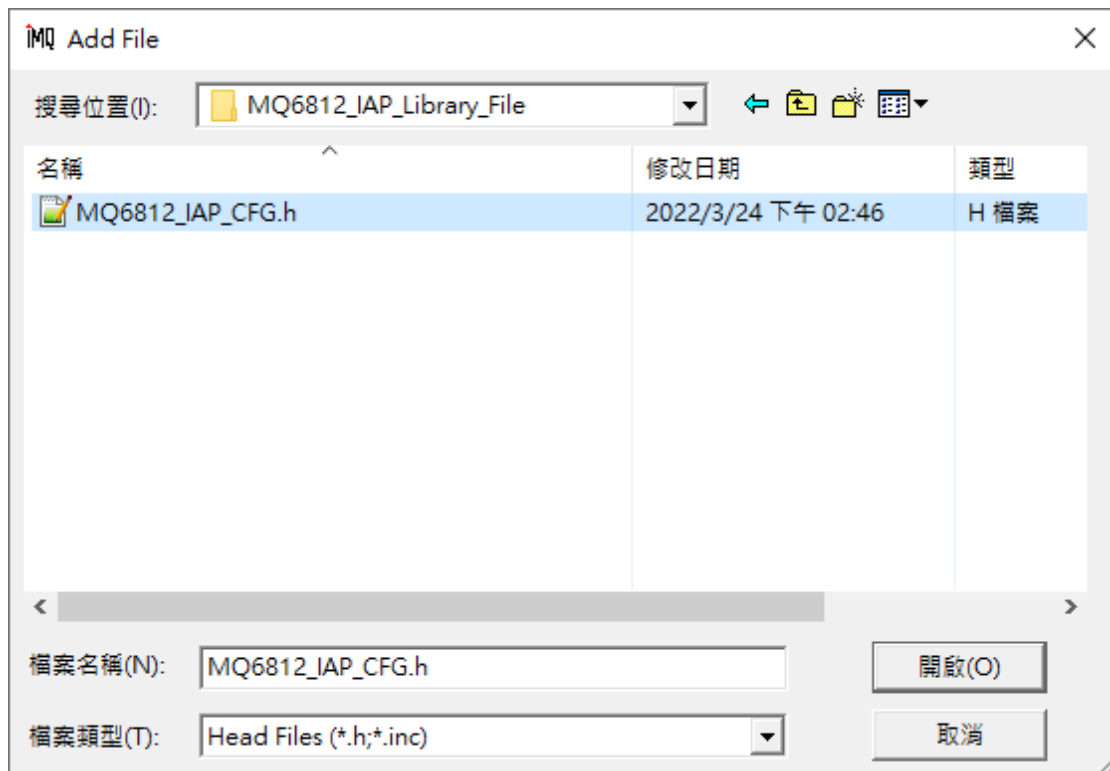 iMQ Add File
搜尋位置(I): MQ6812_IAP_Library_File
名稱 修改日期 類型
MQ6812_IAP_CFG.h 2022/3/24 下午 02:46 H 檔案
檔案名稱(N): MQ6812_IAP_CFG.h 開啟(O)
檔案類型(T): Head Files (*.h;*.inc) 取消